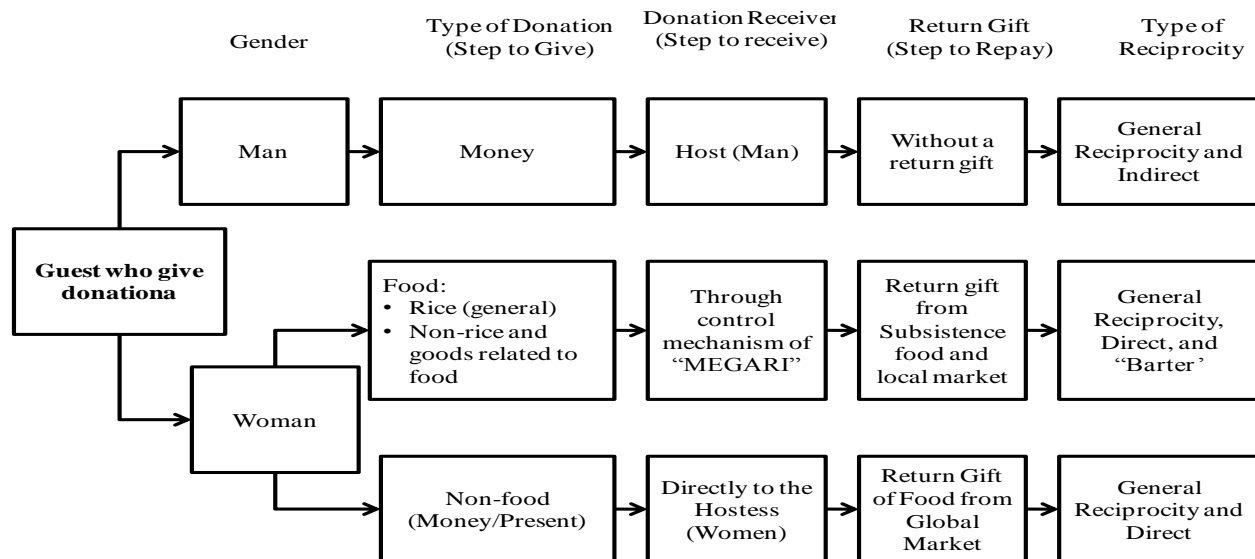 Gender
Type of Donation
(Step to Give)
Donation Receiver
(Step to receive)
Return Gift
(Step to Repay)
Type of
Reciprocity
Man
Money
Host (Man)
Without a
return gift
General
Reciprocity and
Indirect
Guest who give
donationa
Woman
Food:
• Rice (general)
• Non-rice and
goods related to
food
Through
control
mechanism of
“MEGARI”
Return gift
from
Subsistence
food and
local market
General
Reciprocity,
Direct, and
“Barter’
Non-food
(Money/Present)
Directly to the
Hostess
(Women)
Return Gift
of Food from
Global
Market
General
Reciprocity and
Direct